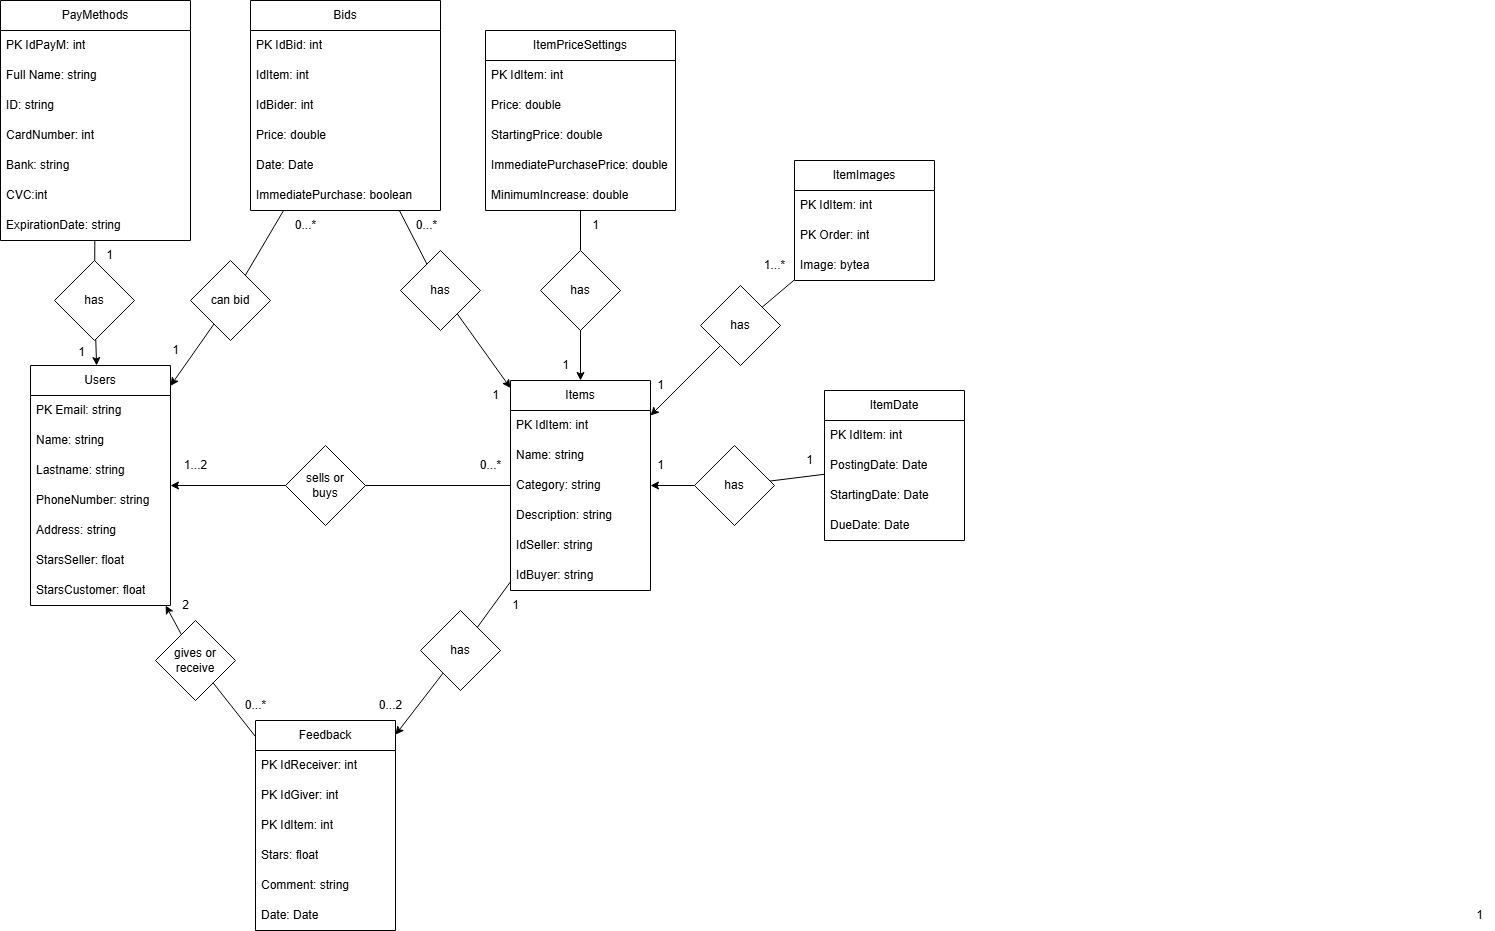 PayMethods
PK IdPayM: int
Full Name: string
ID: string
CardNumber: int
Bank: string
CVC:int
ExpirationDate: string
Bids
PK IdBid: int
IdItem: int
IdBider: int
Price: double
Date: Date
ImmediatePurchase: boolean
ItemPriceSettings
PK IdItem: int
Price: double
StartingPrice: double
ImmediatePurchasePrice: double
MinimumIncrease: double
ItemImages
PK IdItem: int
PK Order: int
Image: bytea
1
has
1
0...*
can bid
1
0...*
has
1
1
has
1
1...*
has
1
Users
PK Email: string
Name: string
Lastname: string
PhoneNumber: string
Address: string
StarsSeller: float
StarsCustomer: float
1...2
sells or
buys
0...*
Items
PK IdItem: int
Name: string
Category: string
Description: string
IdSeller: string
IdBuyer: string
1
has
1
ItemDate
PK IdItem: int
PostingDate: Date
StartingDate: Date
DueDate: Date
2
gives or
receive
0...*
1
has
0...2
Feedback
PK IdReceiver: int
PK IdGiver: int
PK IdItem: int
Stars: float
Comment: string
Date: Date
1